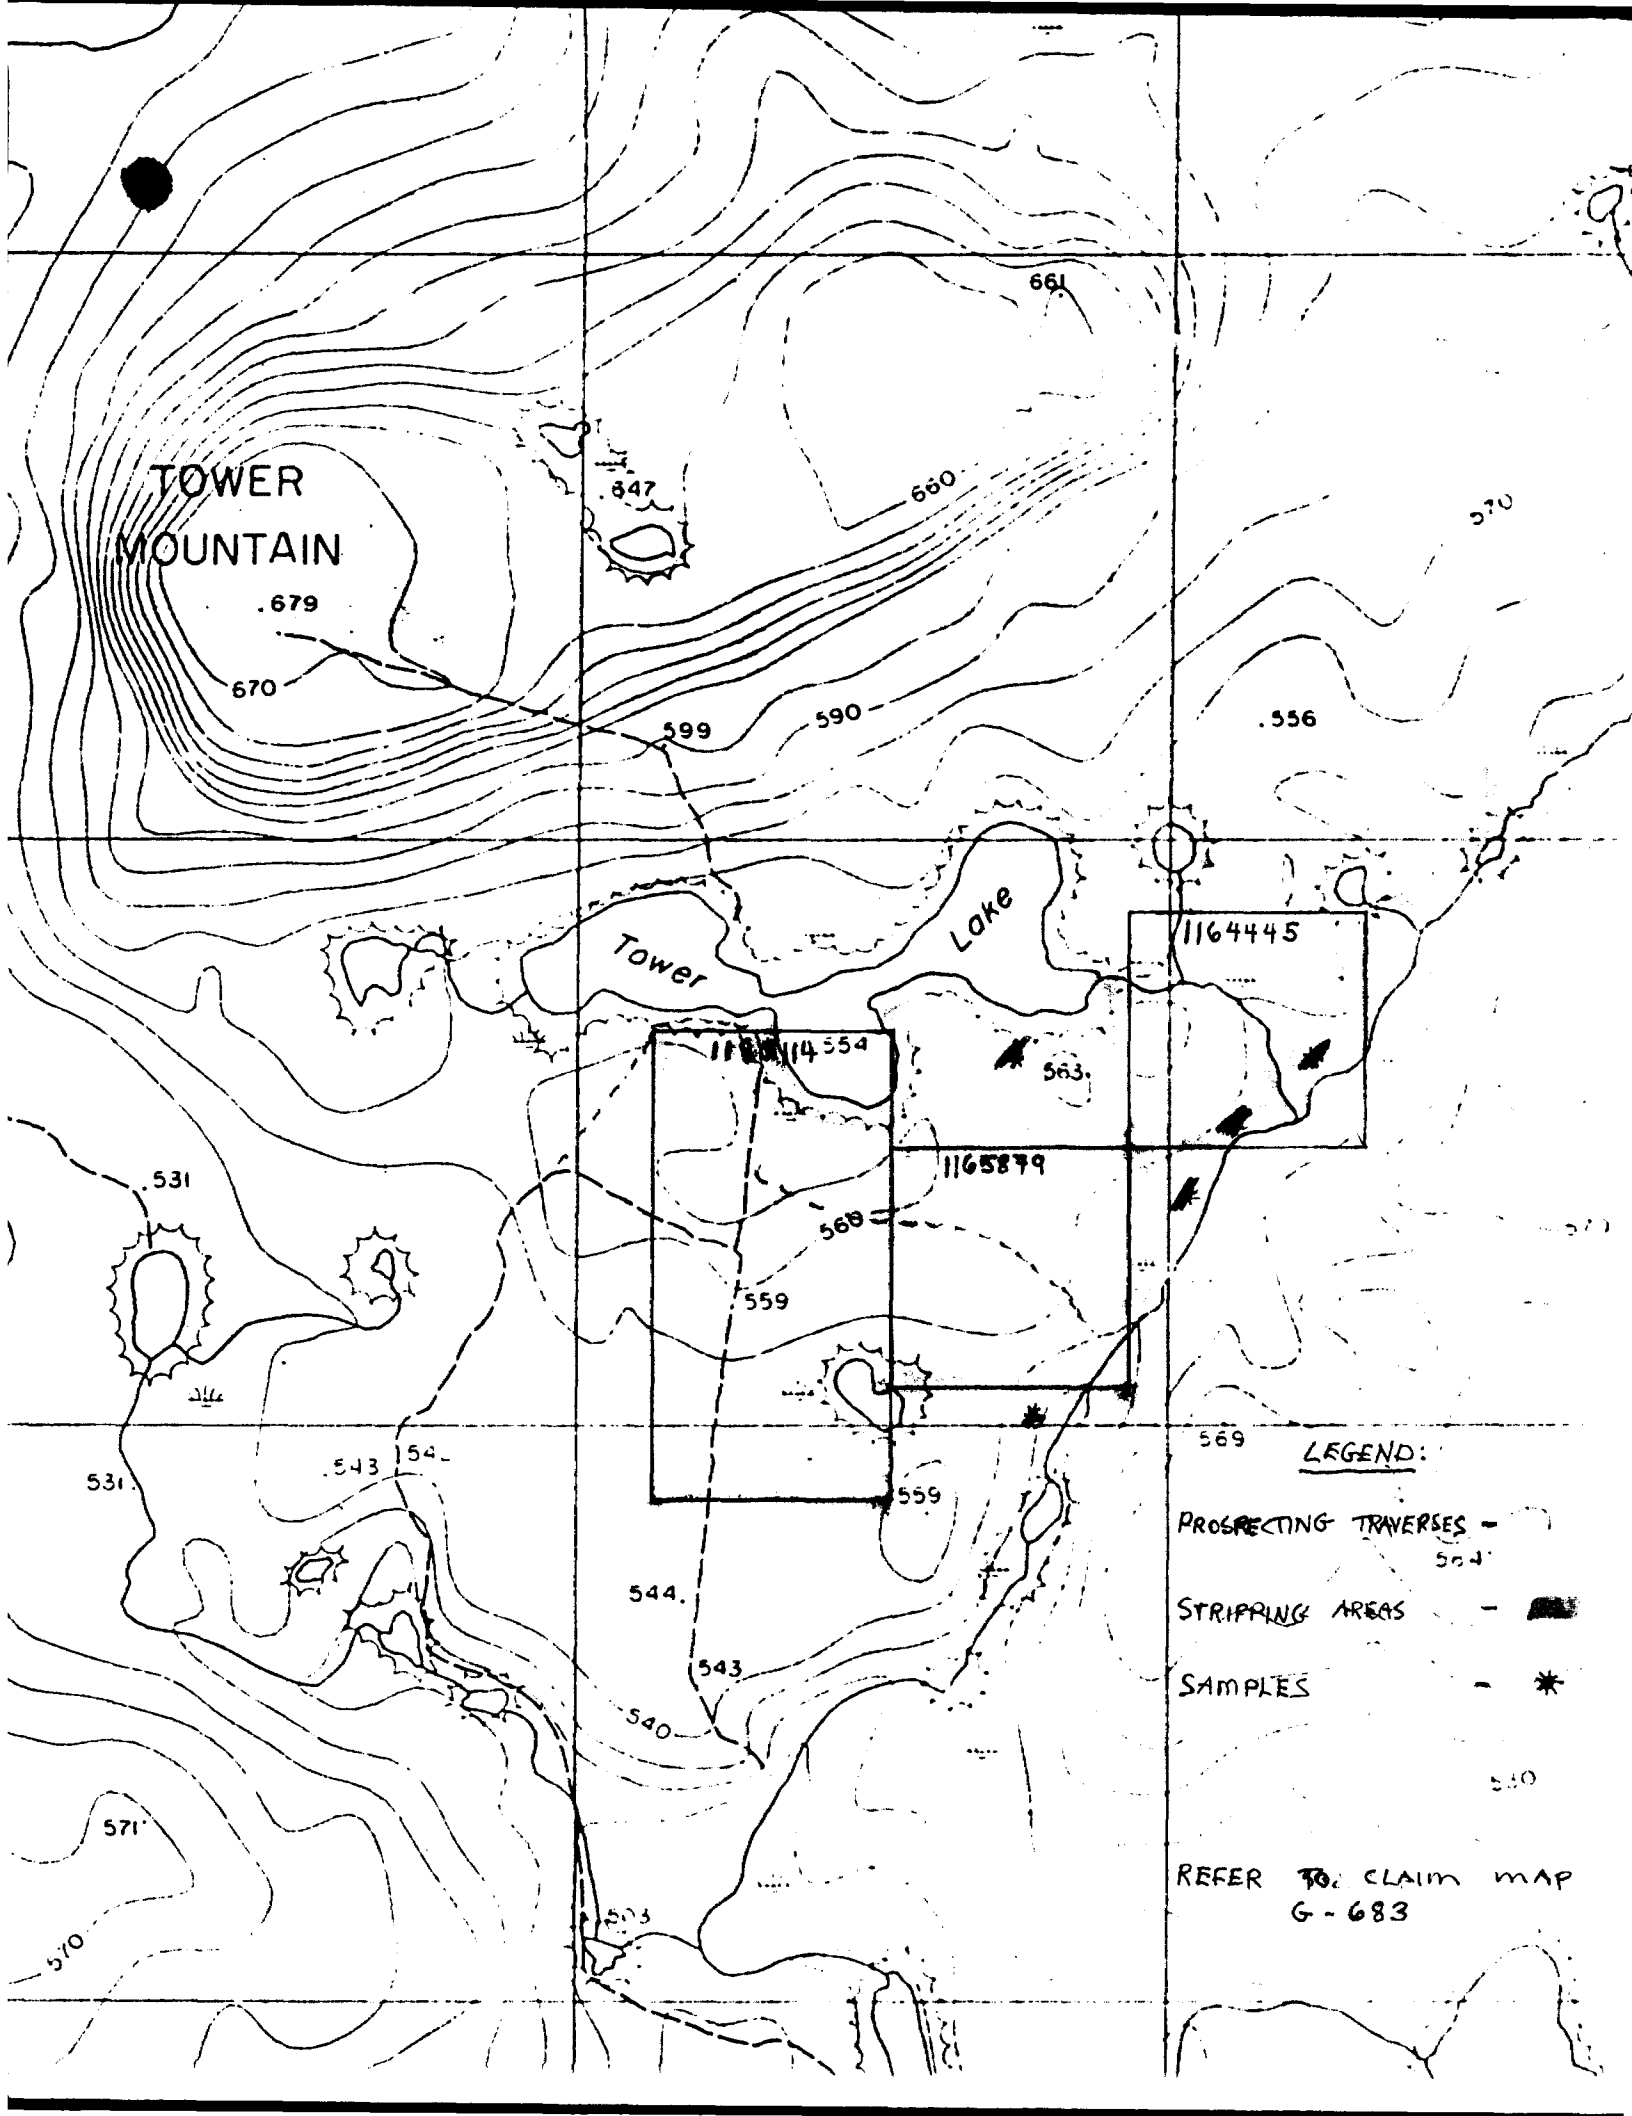 661
TOWER
.647
660
MOUNTAIN
.679
670
599
590
.556
Lake
1164445
Tower
554
563.
.531
1165879
560
559
569
LEGEND:
.543
531.
559
PROSPECTING TRAVERSES -
544.
STRIPPING AREAS -
543
SAMPLES - *
540
571.
REFER TO: CLAIM MAP
G-683
570